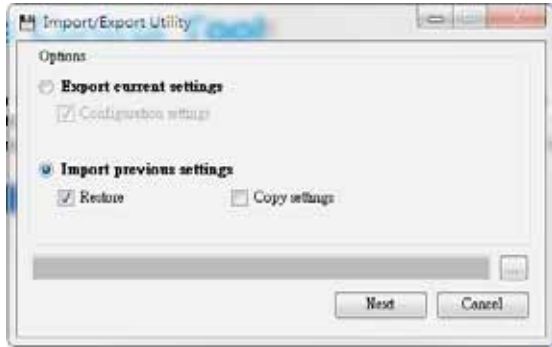 Import/Export Utility
Options
Export current settings
Configuration settings
Import previous settings
Restore
Copy settings
...
Next
Cancel